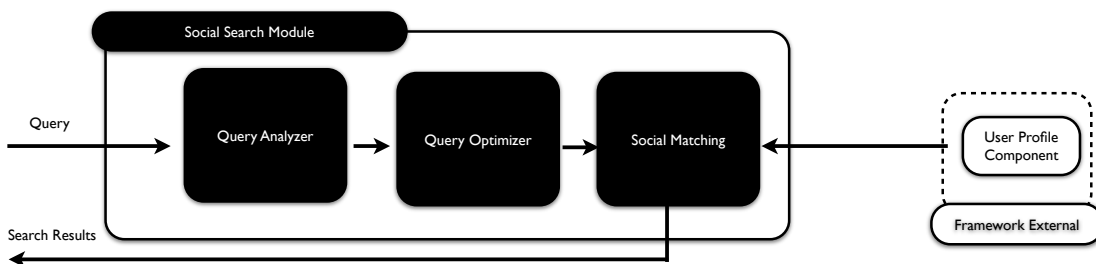 Social Search Module
Query
Query Analyzer
Query Optimizer
Social Matching
User Profile
Component
Search Results
Framework External